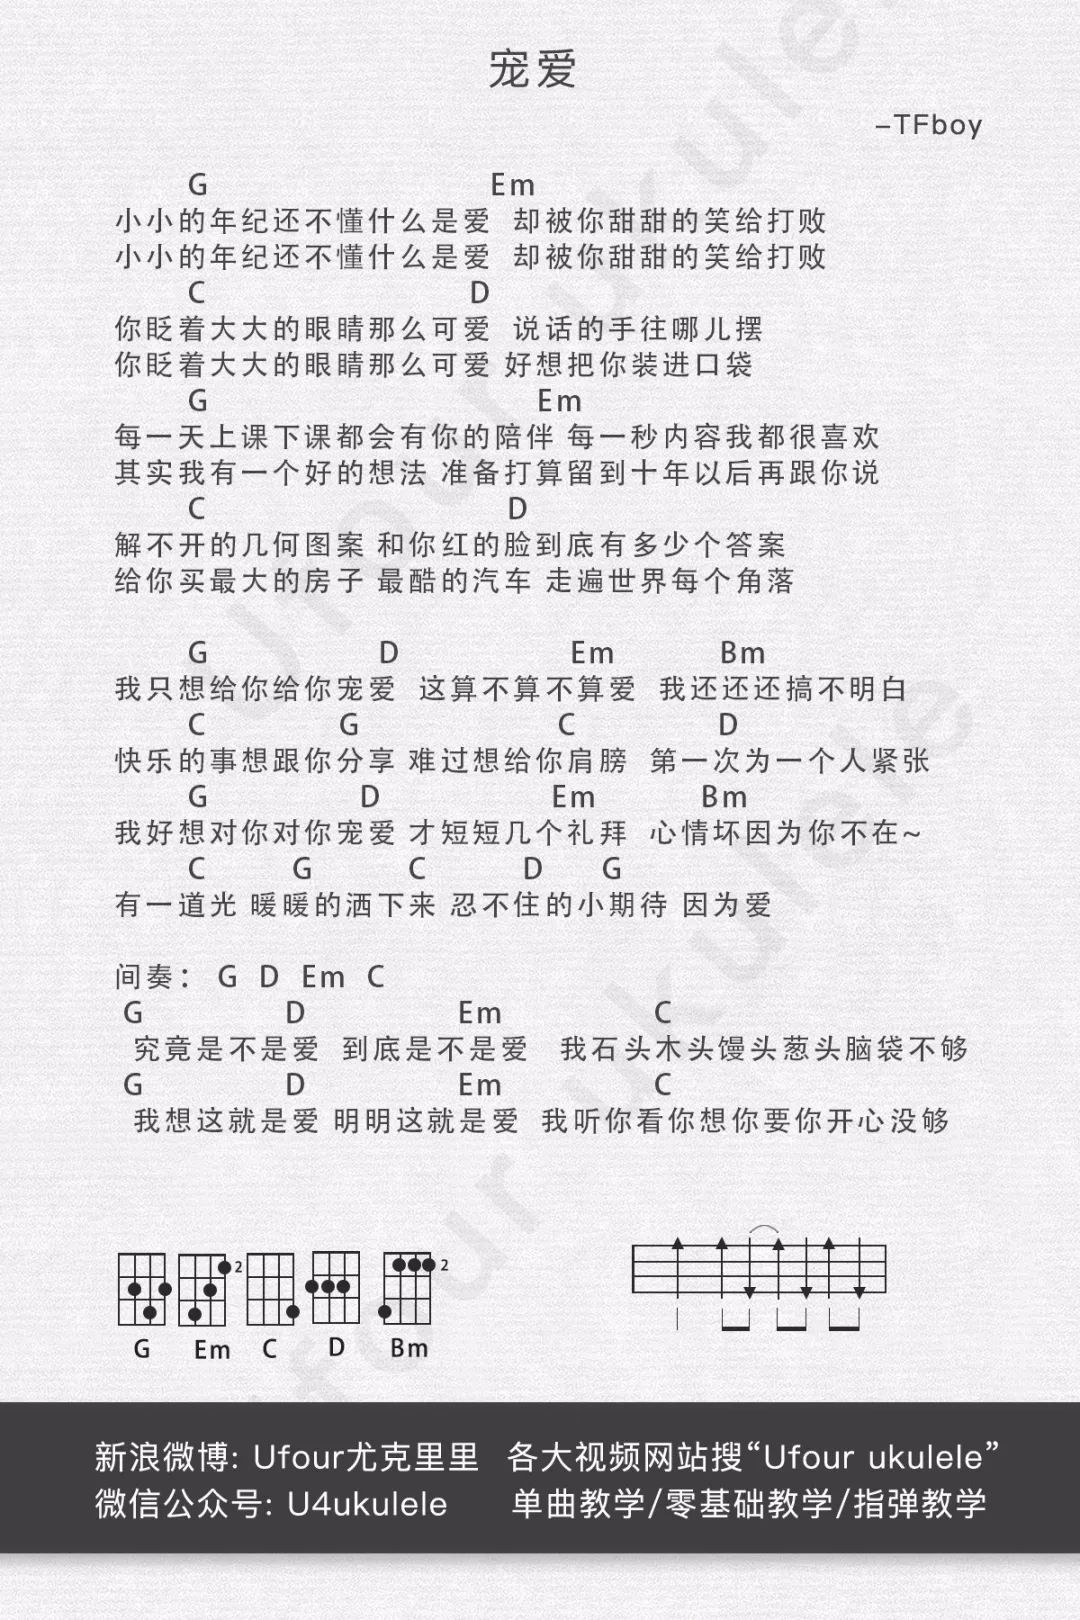 宠爱
–TFboy
G Em
小小的年纪还不懂什么是爱 却被你甜甜的笑给打败
小小的年纪还不懂什么是爱 却被你甜甜的笑给打败
C D
你眨着大大的眼睛那么可爱 说话的手往哪儿摆
你眨着大大的眼睛那么可爱 好想把你装进口袋
G Em
每一天上课下课都会有你的陪伴 每一秒内容我都很喜欢
其实我有一个好的想法 准备打算留到十年以后再跟你说
C D
解不开的几何图案 和你红的脸到底有多少个答案
给你买最大的房子 最酷的汽车 走遍世界每个角落
G D Em Bm
我只想给你给你宠爱 这算不算不算爱 我还还还搞不明白
C G C D
快乐的事想跟你分享 难过想给你肩膀 第一次为一个人紧张
G D Em Bm
我好想对你对你宠爱 才短短几个礼拜 心情坏因为你不在~
C G C D G
有一道光 暖暖的洒下来 忍不住的小期待 因为爱
间奏: G D Em C
G D Em C
究竟是不是爱 到底是不是爱 我石头木头馒头葱头脑袋不够
G D Em C
我想这就是爱 明明这就是爱 我听你看你想你要你开心没够
2 2
G Em C D Bm
新浪微博: Ufour尤克里里 各大视频网站搜“Ufour ukulele”
微信公众号: U4ukulele 单曲教学/零基础教学/指弹教学
Ufour ukulele
Ufour ukulele